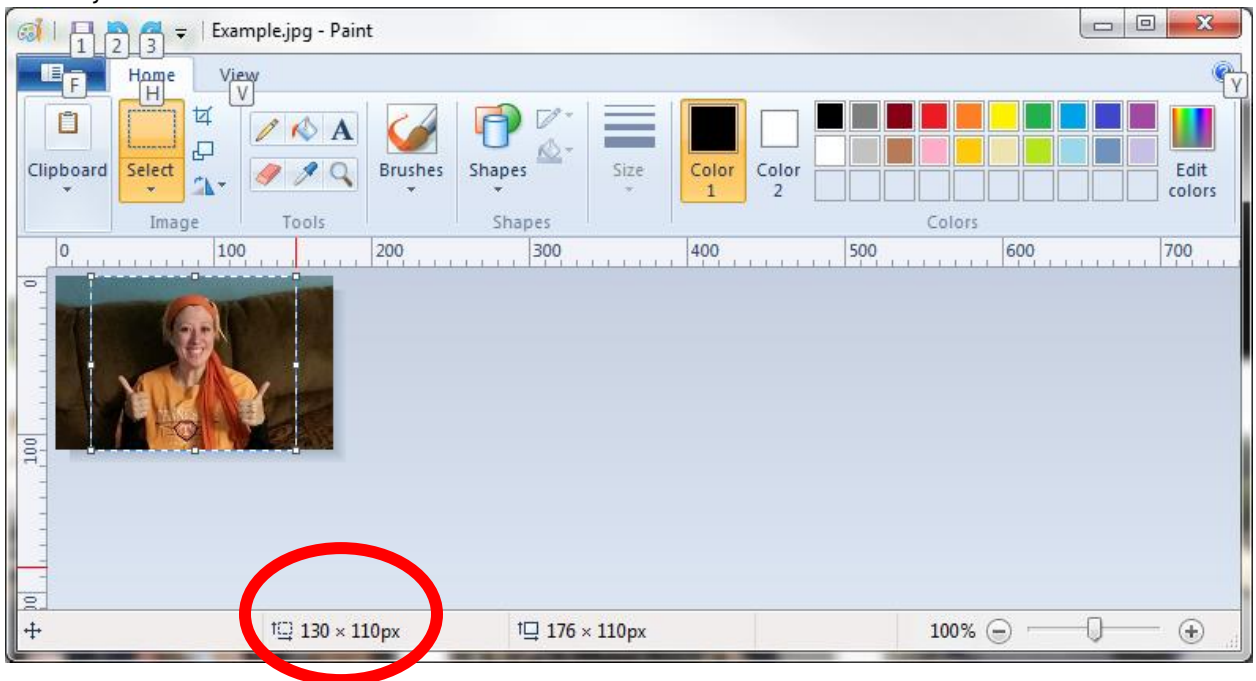 Example.jpg - Paint
1 2 3
F
Home View
H V Y
Clipboard Select Brushes Shapes Size Color 1 Color 2 Edit colors
A
Image Tools Shapes Colors
0 100 200 300 400 500 600 700
0
100
130 × 110px 176 × 110px 100%